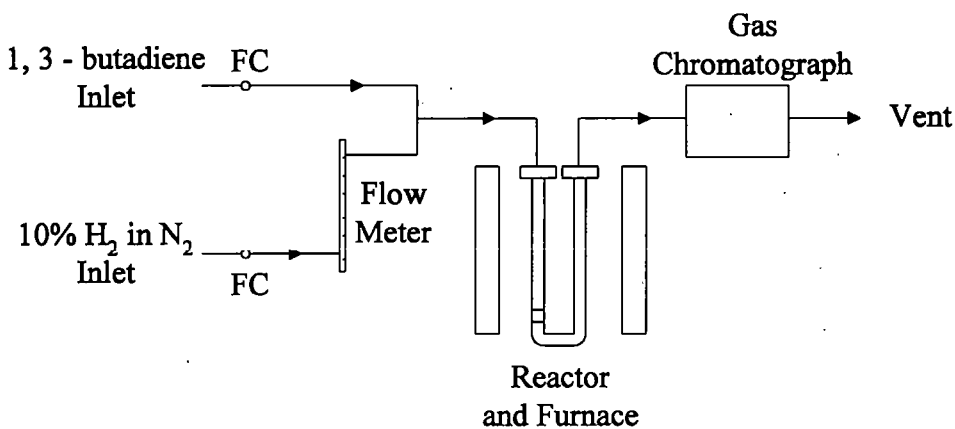 1, 3 - butadiene
Inlet
FC
10% H₂ in N₂
Inlet
FC
Flow
Meter
Reactor
and Furnace
Gas
Chromatograph
Vent